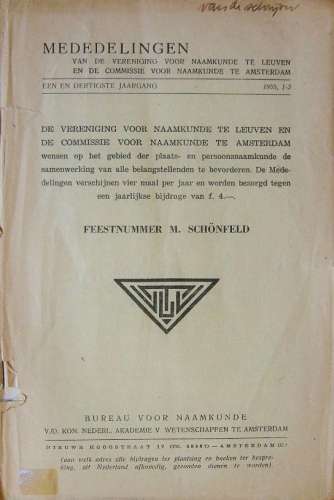 van de schrijver
MEDEDELINGEN
VAN DE VERENIGING VOOR NAAMKUNDE TE LEUVEN
EN DE COMMISSIE VOOR NAAMKUNDE TE AMSTERDAM
EEN EN DERTIGSTE JAARGANG 1955, 1-2
DE VERENIGING VOOR NAAMKUNDE TE LEUVEN EN
DE COMMISSIE VOOR NAAMKUNDE TE AMSTERDAM
wensen op het gebied der plaats- en persoonsnaamkunde de
samenwerking van alle belangstellenden te bevorderen. De Mede-
delingen verschijnen vier maal per jaar en worden bezorgd tegen
een jaarlijkse bijdrage van f. 4.—.
FEESTNUMMER M. SCHÖNFELD
BUREAU VOOR NAAMKUNDE
V/D. KON. NEDERL. AKADEMIE V. WETENSCHAPPEN TE AMSTERDAM
NIEUWE HOOGSTRAAT 17 — AMSTERDAM (C)
(aan welk adres alle bijdragen ter plaatsing en boeken ter bespre-
king, uit Nederland afkomstig, gezonden dienen te worden).